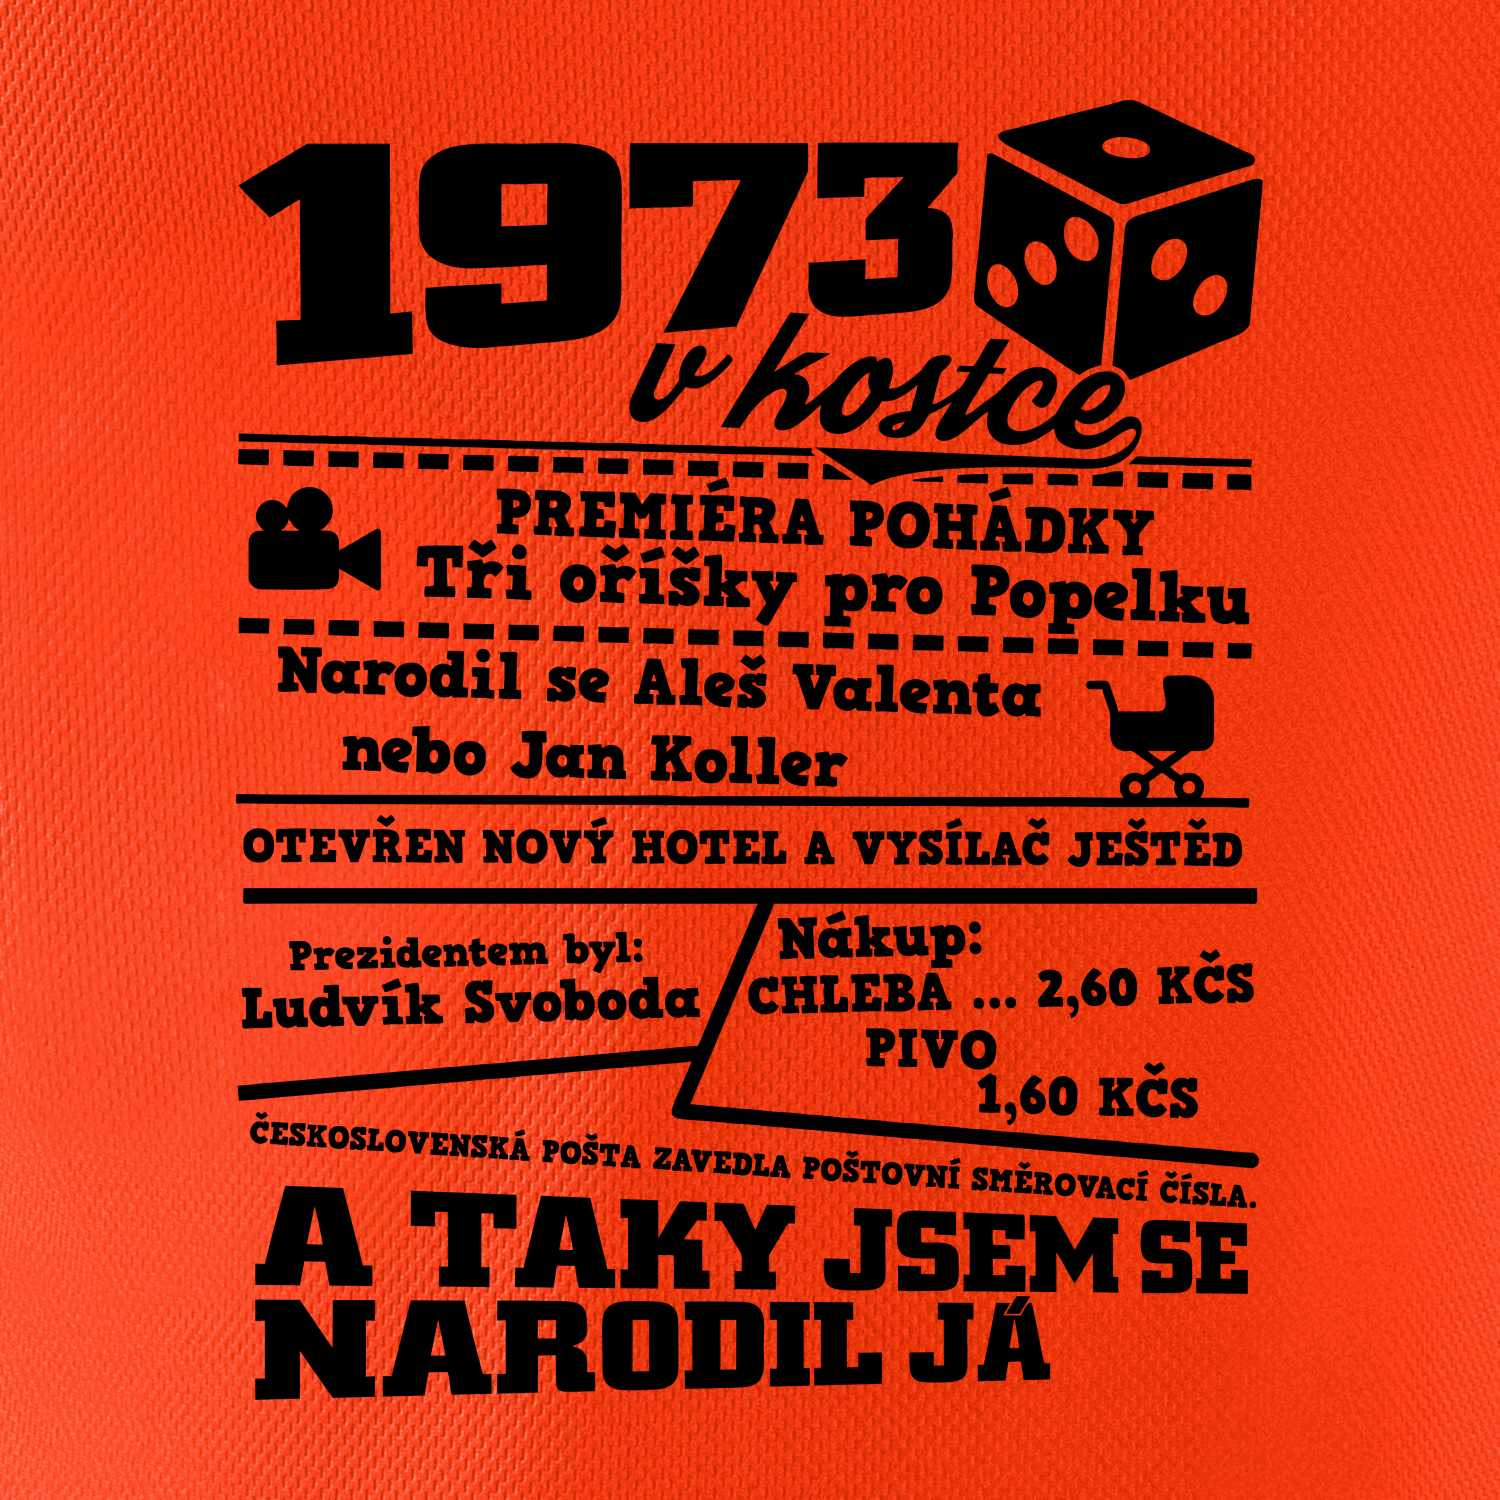 1973
v kostce
PREMIÉRA POHÁDKY
Tři oříšky pro Popelku
Narodil se Aleš Valenta
nebo Jan Koller
OTEVŘEN NOVÝ HOTEL A VYSÍLAČ JEŠTĚD
Prezidentem byl:
Ludvík Svoboda
Nákup:
CHLEBA ... 2,60 KČS
PIVO
1,60 KČS
ČESKOSLOVENSKÁ POŠTA ZAVEDLA POŠTOVNÍ SMĚROVACÍ ČÍSLA.
A TAKY JSEM SE
NARODIL JÁ